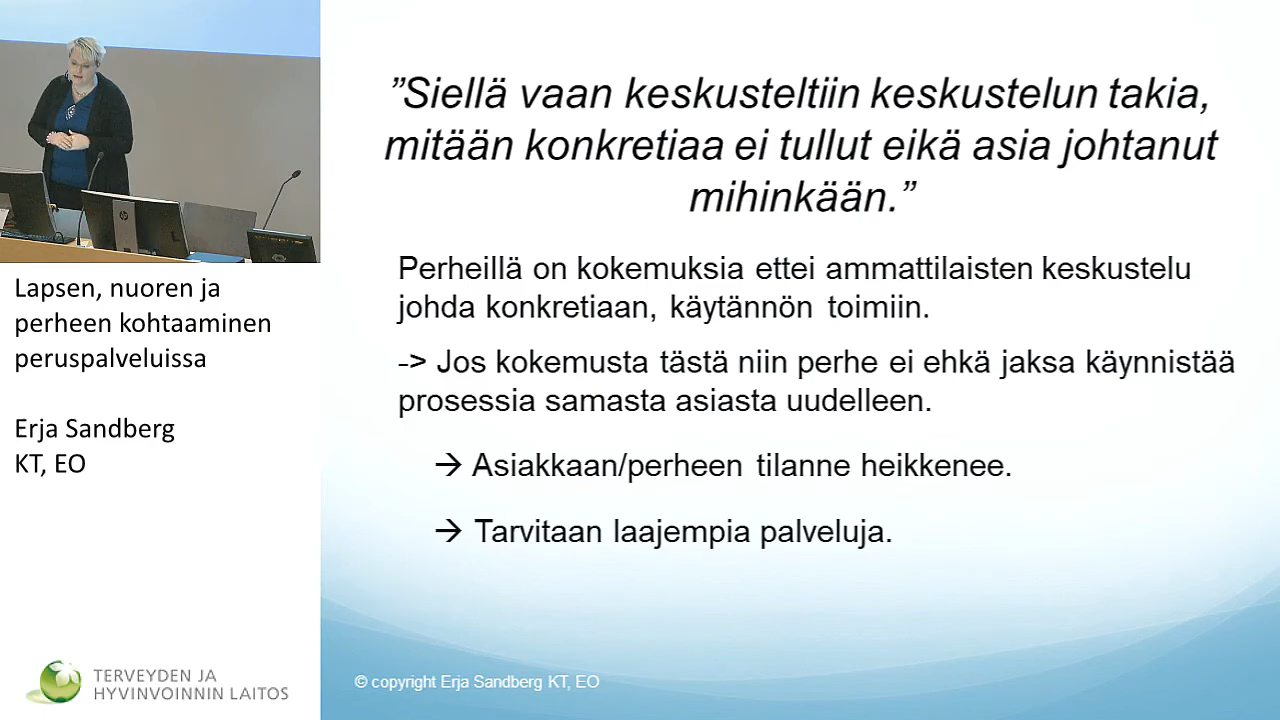 ”Siellä vaan keskusteltiin keskustelun takia,
mitään konkretiaa ei tullut eikä asia johtanut
mihinkään.”
Perheillä on kokemuksia ettei ammattilaisten keskustelu
johda konkretiaan, käytännön toimiin.
-> Jos kokemusta tästä niin perhe ei ehkä jaksa käynnistää
prosessia samasta asiasta uudelleen.
→ Asiakkaan/perheen tilanne heikkenee.
→ Tarvitaan laajempia palveluja.
© copyright Erja Sandberg KT, EO
Lapsen, nuoren ja
perheen kohtaaminen
peruspalveluissa
Erja Sandberg
KT, EO
TERVEYDEN JA
HYVINVOINNIN LAITOS